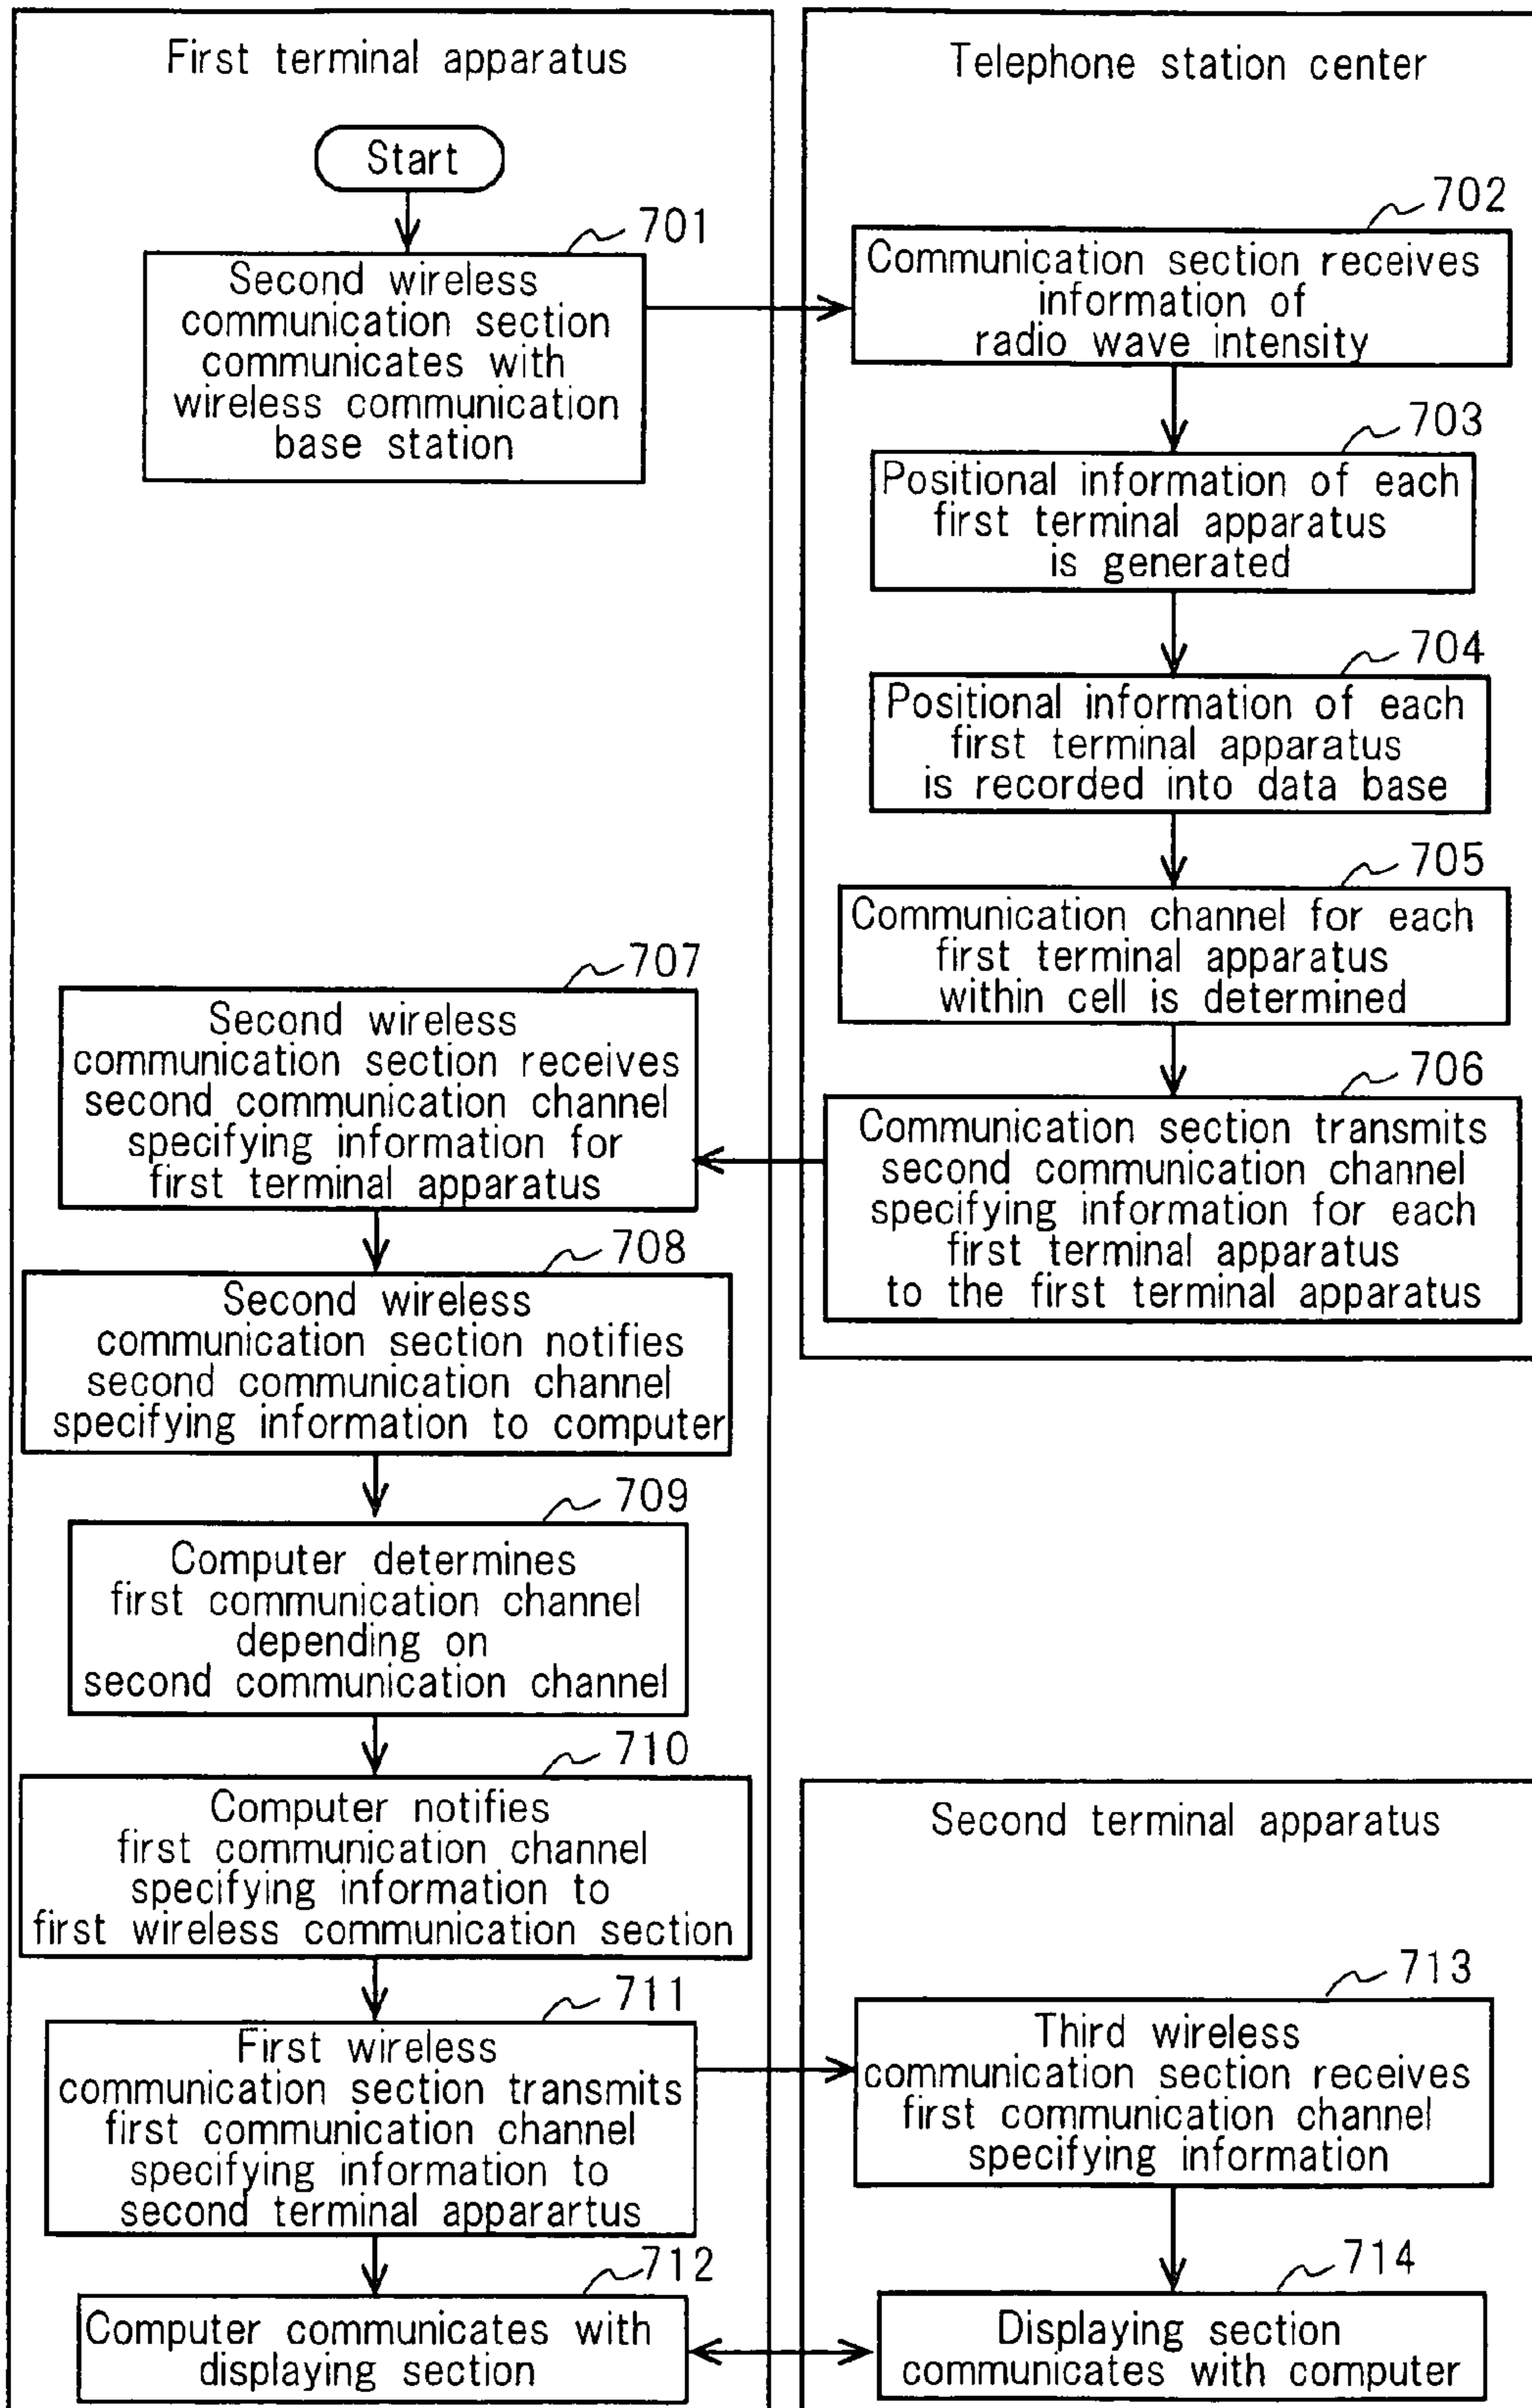 First terminal apparatus
Start
701
Second wireless
communication section
communicates with
wireless communication
base station
Telephone station center
702
Communication section receives
information of
radio wave intensity
703
Positional information of each
first terminal apparatus
is generated
704
Positional information of each
first terminal apparatus
is recorded into data base
705
Communication channel for each
first terminal apparatus
within cell is determined
706
Communication section transmits
second communication channel
specifying information for each
first terminal apparatus
to the first terminal apparatus
707
Second wireless
communication section receives
second communication channel
specifying information for
first terminal apparatus
708
Second wireless
communication section notifies
second communication channel
specifying information to computer
709
Computer determines
first communication channel
depending on
second communication channel
710
Computer notifies
first communication channel
specifying information to
first wireless communication section
711
First wireless
communication section transmits
first communication channel
specifying information to
second terminal apparartus
712
Computer communicates with
displaying section
Second terminal apparatus
713
Third wireless
communication section receives
first communication channel
specifying information
714
Displaying section
communicates with computer